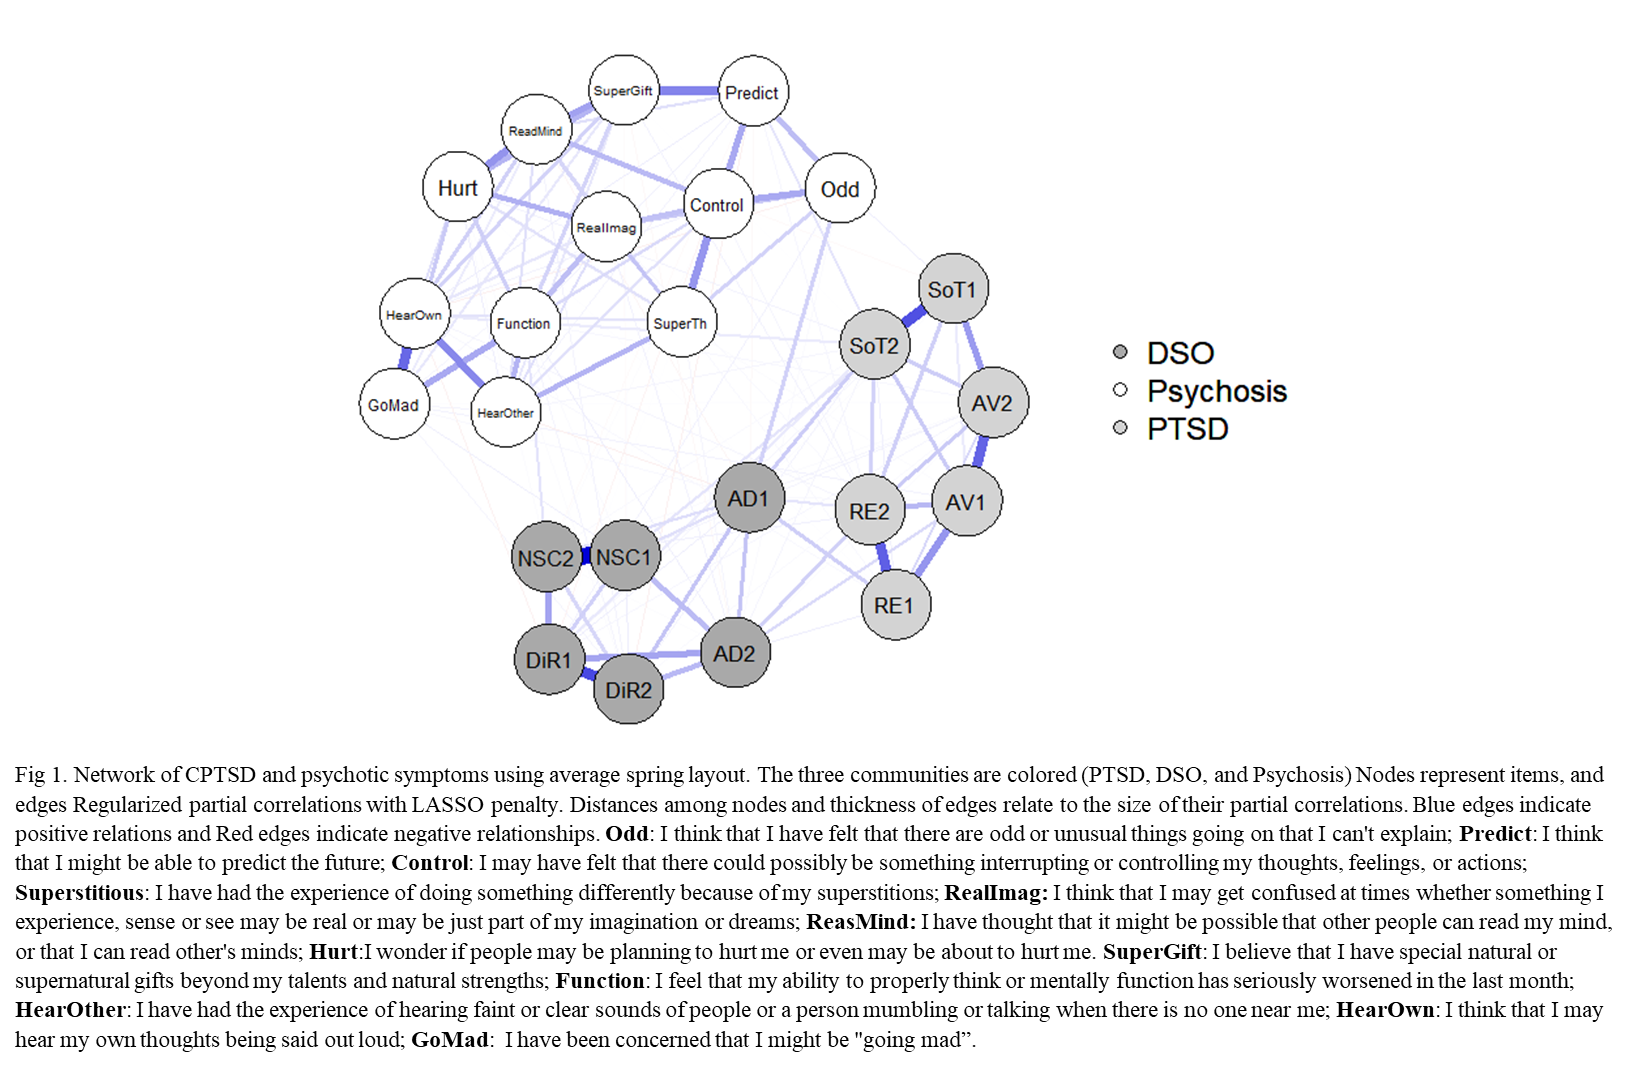 SuperGift
Predict
ReadMind
Hurt
Odd
Control
RealImag
SoT1
HearOwn
Function
SuperTh
SoT2
DSO
Psychosis
PTSD
GoMad
HearOther
AV2
AD1
RE2
AV1
NSC2
NSC1
RE1
DiR1
AD2
DiR2
Fig 1. Network of CPTSD and psychotic symptoms using average spring layout. The three communities are colored (PTSD, DSO, and Psychosis) Nodes represent items, and
edges Regularized partial correlations with LASSO penalty. Distances among nodes and thickness of edges relate to the size of their partial correlations. Blue edges indicate
positive relations and Red edges indicate negative relationships. Odd: I think that I have felt that there are odd or unusual things going on that I can't explain; Predict: I think
that I might be able to predict the future; Control: I may have felt that there could possibly be something interrupting or controlling my thoughts, feelings, or actions;
Superstitious: I have had the experience of doing something differently because of my superstitions; RealImag: I think that I may get confused at times whether something I
experience, sense or see may be real or may be just part of my imagination or dreams; ReasMind: I have thought that it might be possible that other people can read my mind,
or that I can read other's minds; Hurt:I wonder if people may be planning to hurt me or even may be about to hurt me. SuperGift: I believe that I have special natural or
supernatural gifts beyond my talents and natural strengths; Function: I feel that my ability to properly think or mentally function has seriously worsened in the last month;
HearOther: I have had the experience of hearing faint or clear sounds of people or a person mumbling or talking when there is no one near me; HearOwn: I think that I may
hear my own thoughts being said out loud; GoMad: I have been concerned that I might be "going mad”.